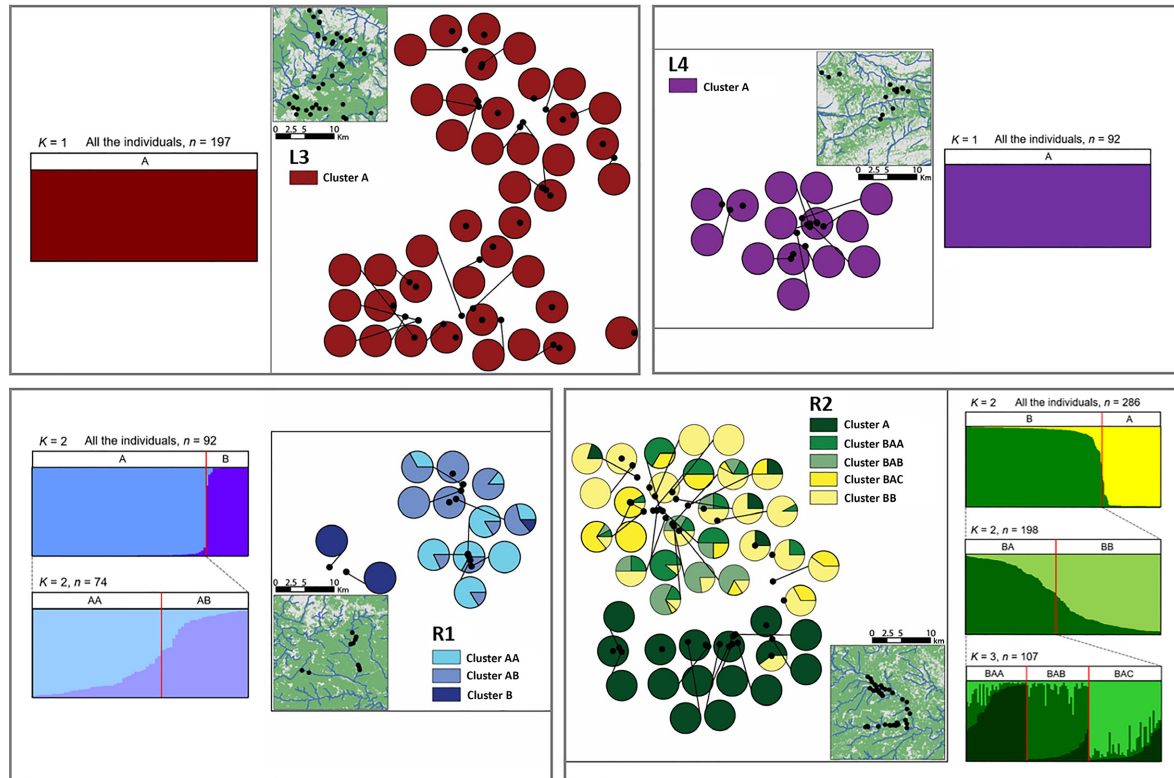 K = 1 All the individuals, n = 197
A
0 2.5 5 10
Km
L3
Cluster A
L4
Cluster A
0 2.5 5 10
Km
K = 1 All the individuals, n = 92
A
K = 2 All the individuals, n = 92
A B
K = 2, n = 74
AA AB
0 2.5 5 10
Km
R1
Cluster AA
Cluster AB
Cluster B
R2
Cluster A
Cluster BAA
Cluster BAB
Cluster BAC
Cluster BB
0 2.5 5 10
km
K = 2 All the individuals, n = 286
B A
K = 2, n = 198
BA BB
K = 3, n = 107
BAA BAB BAC